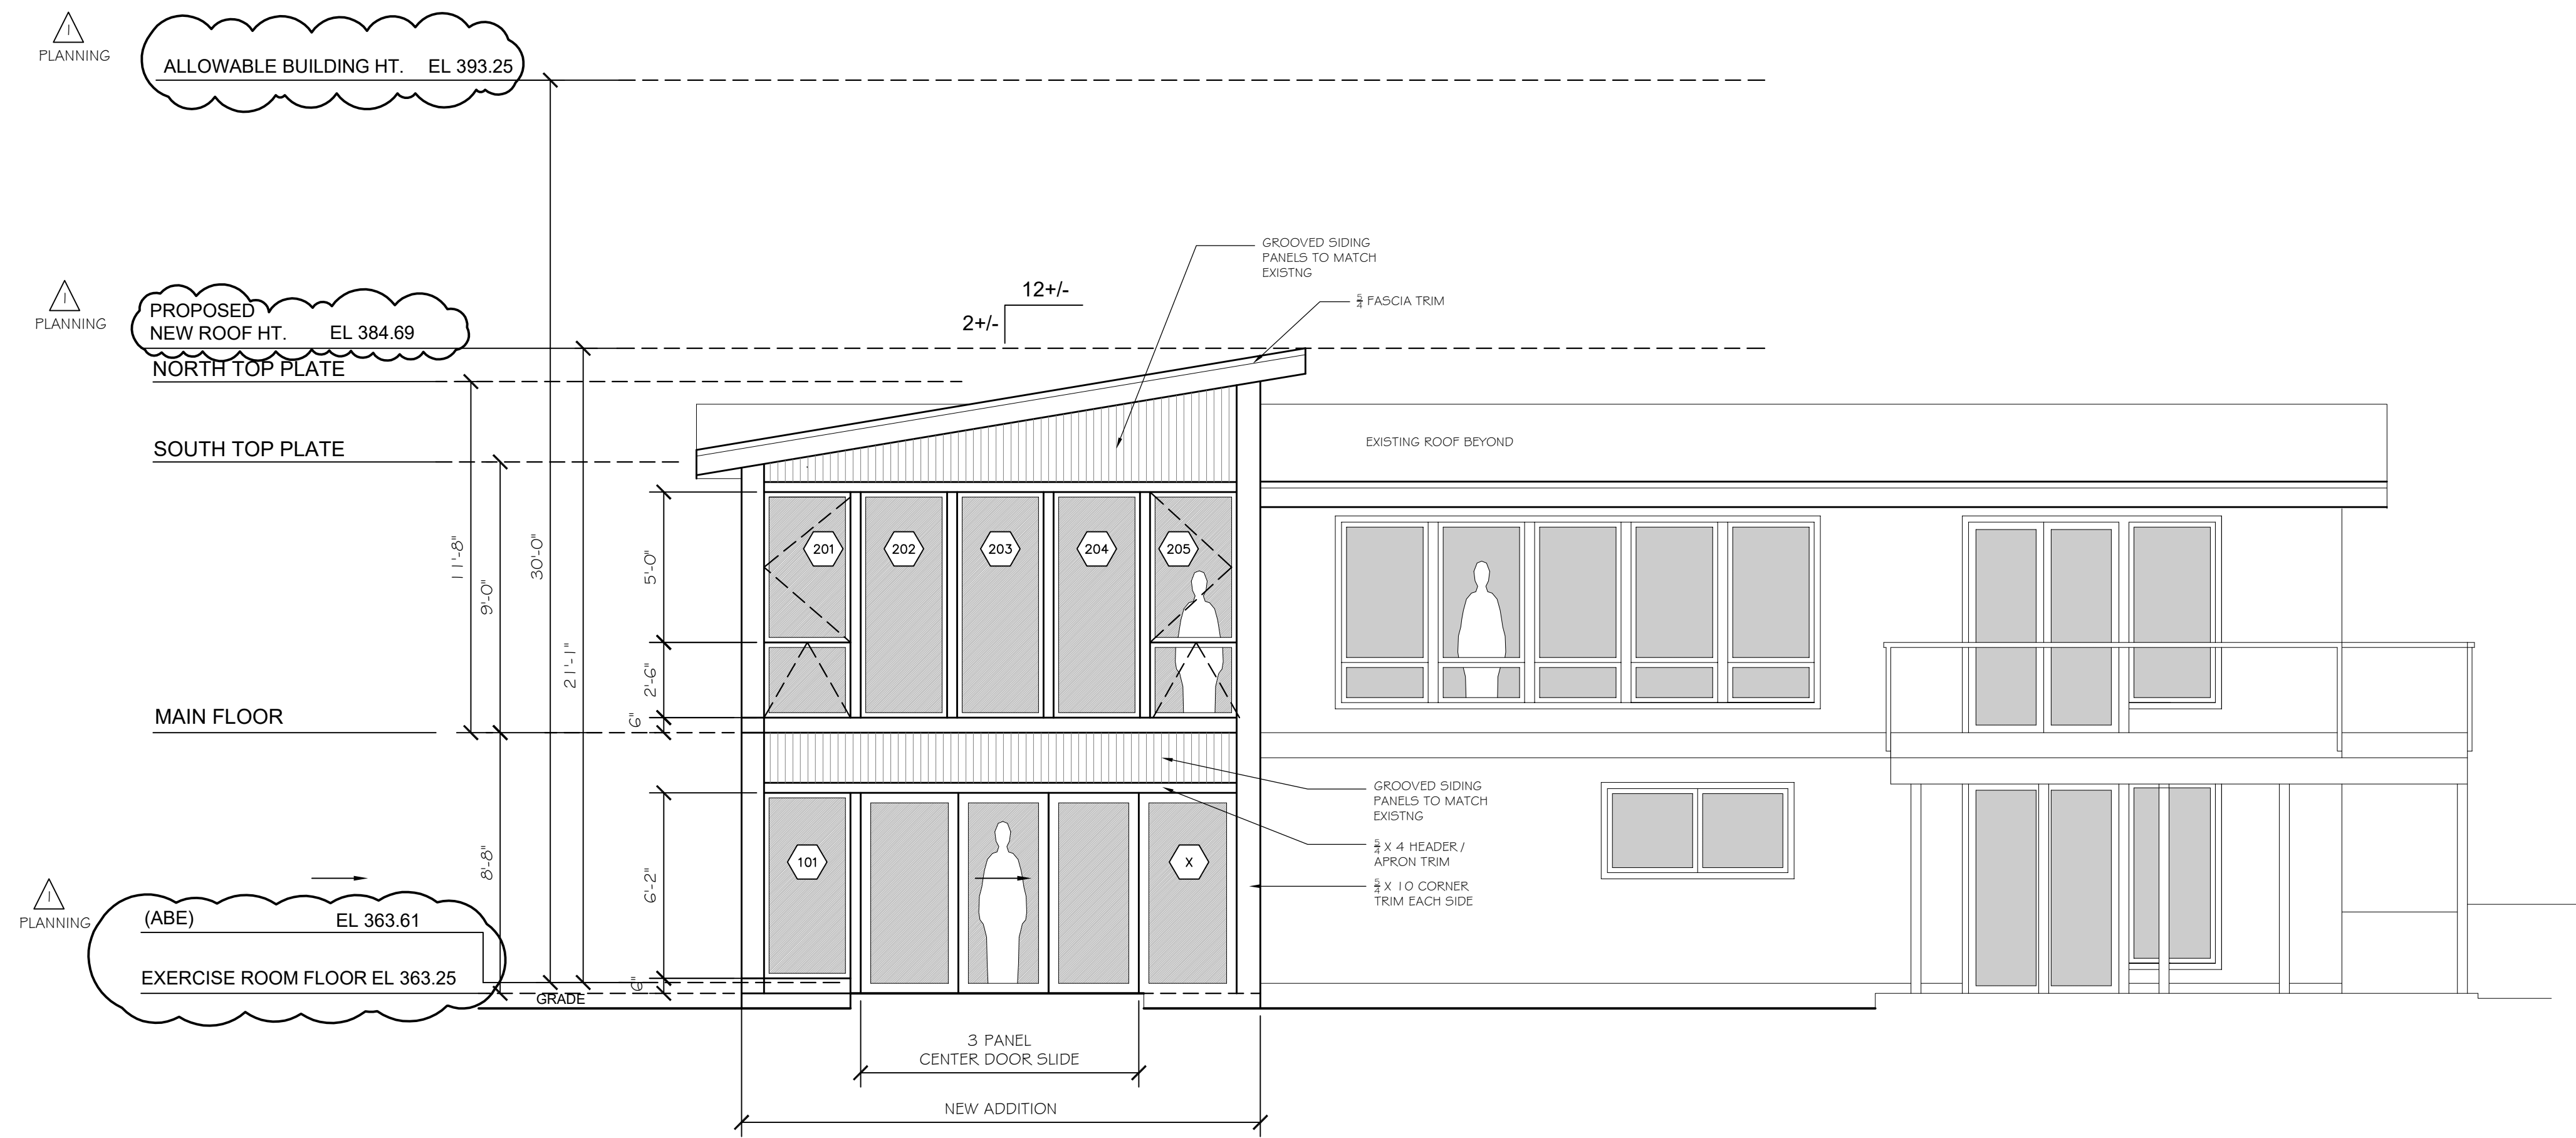 1
PLANNING
ALLOWABLE BUILDING HT. EL 393.25
GROOVED SIDING
PANELS TO MATCH
EXISTNG
1
PLANNING
PROPOSED
NEW ROOF HT. EL 384.69
12+/-
2+/-
5/4 FASCIA TRIM
NORTH TOP PLATE
SOUTH TOP PLATE
EXISTING ROOF BEYOND
11'-8"
9'-0"
30'-0"
21'-1"
5'-0"
2'-6"
6"
201
202
203
204
205
MAIN FLOOR
GROOVED SIDING
PANELS TO MATCH
EXISTNG
5/4 X 4 HEADER /
APRON TRIM
5/4 X 10 CORNER
TRIM EACH SIDE
8'-8"
6'-2"
6"
101
X
1
PLANNING
(ABE) EL 363.61
EXERCISE ROOM FLOOR EL 363.25
GRADE
3 PANEL
CENTER DOOR SLIDE
NEW ADDITION